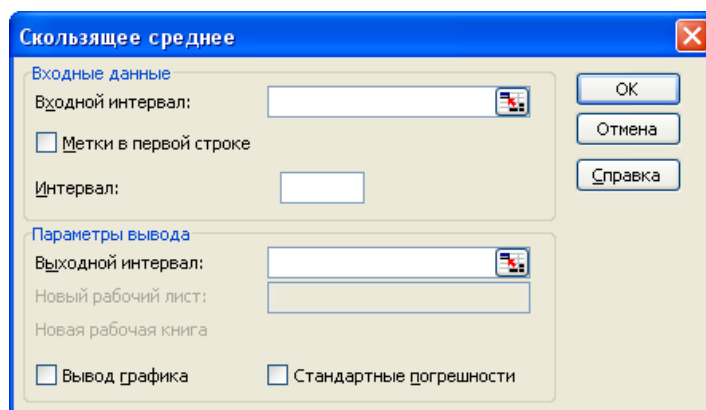 Скользящее среднее
Входные данные
Входной интервал:
Метки в первой строке
Интервал:
ОК
Отмена
Справка
Параметры вывода
Выходной интервал:
Новый рабочий лист:
Новая рабочая книга
Вывод графика
Стандартные погрешности